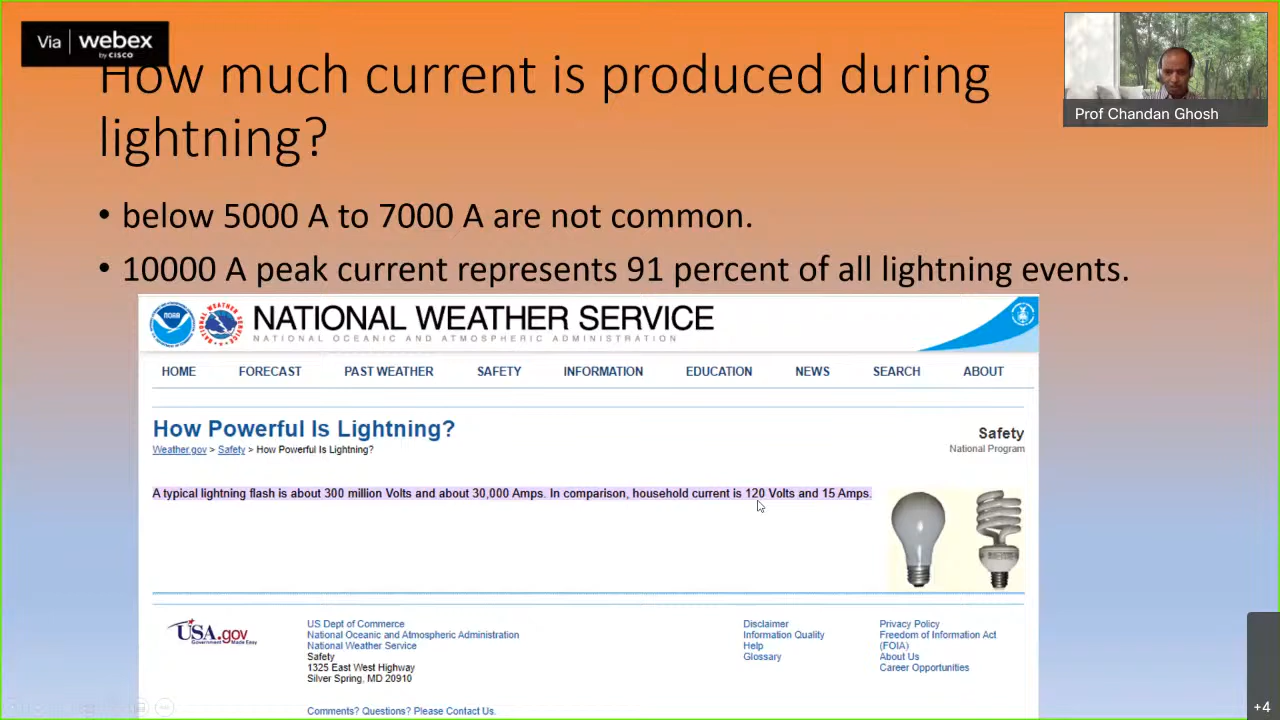 Via webex
by CISCO
How much current is produced during
lightning?
Prof Chandan Ghosh
• below 5000 A to 7000 A are not common.
• 10000 A peak current represents 91 percent of all lightning events.
NATIONAL WEATHER SERVICE
NATIONAL OCEANIC AND ATMOSPHERIC ADMINISTRATION
HOME FORECAST PAST WEATHER SAFETY INFORMATION EDUCATION NEWS SEARCH ABOUT
How Powerful Is Lightning?
Weather.gov > Safety > How Powerful Is Lightning?
Safety
National Program
A typical lightning flash is about 300 million Volts and about 30,000 Amps. In comparison, household current is 120 Volts and 15 Amps.
USA.gov
Government Made Easy
US Dept of Commerce
National Oceanic and Atmospheric Administration
National Weather Service
Safety
1325 East West Highway
Silver Spring, MD 20910
Comments? Questions? Please Contact Us.
Disclaimer
Information Quality
Help
Glossary
Privacy Policy
Freedom of Information Act
(FOIA)
About Us
Career Opportunities
+4